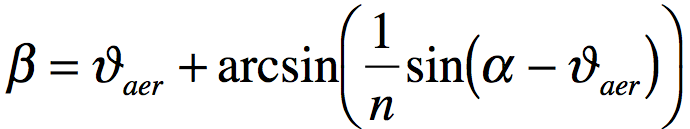 β = ϑ_aer + arcsin(1/n sin(α − ϑ_aer))